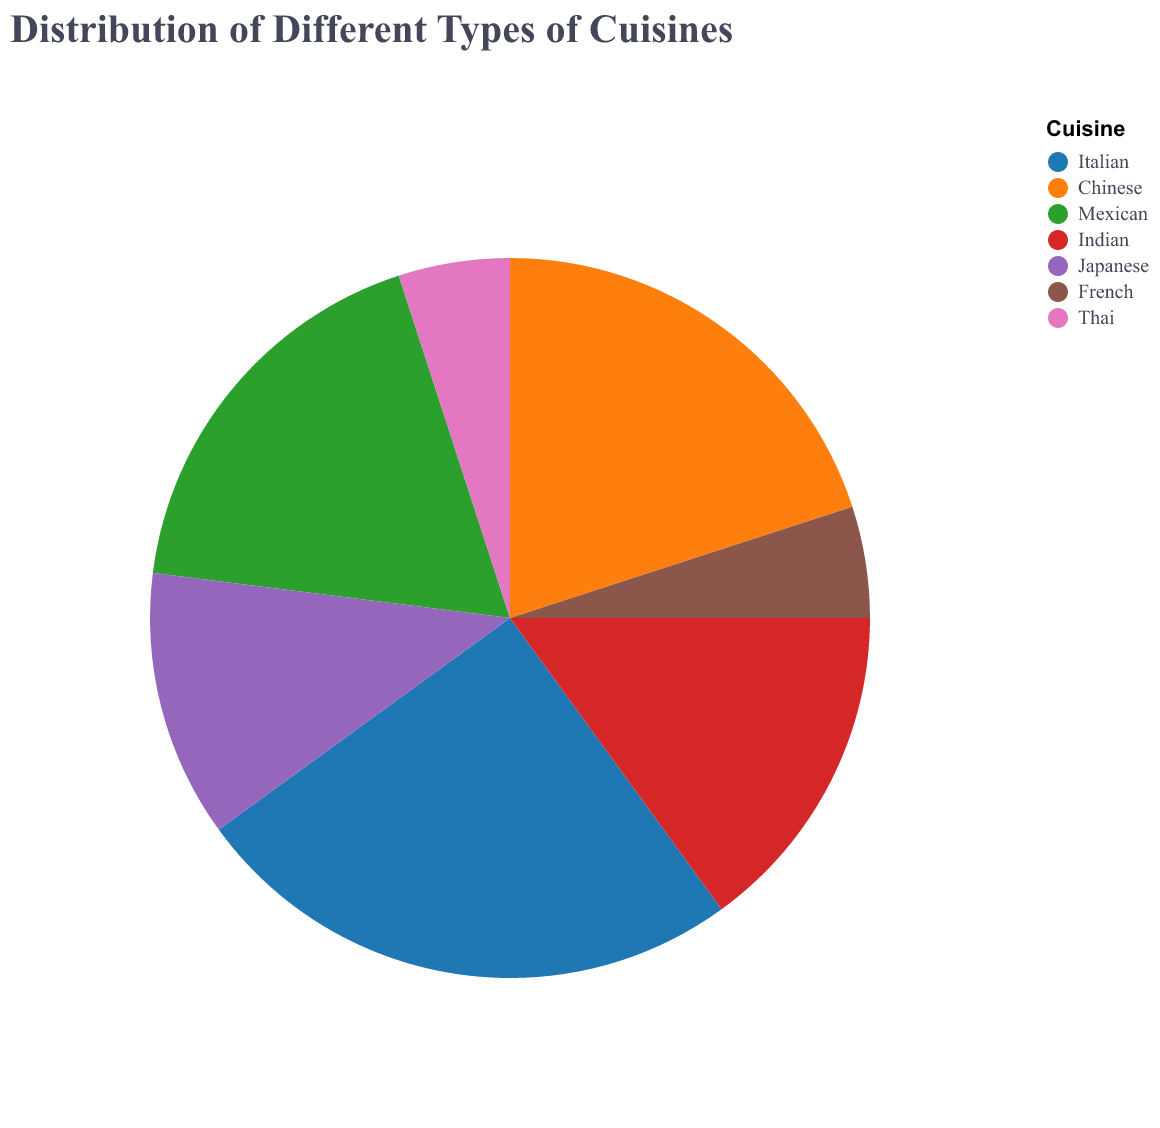 Distribution of Different Types of Cuisines
Cuisine
Italian
Chinese
Mexican
Indian
Japanese
French
Thai